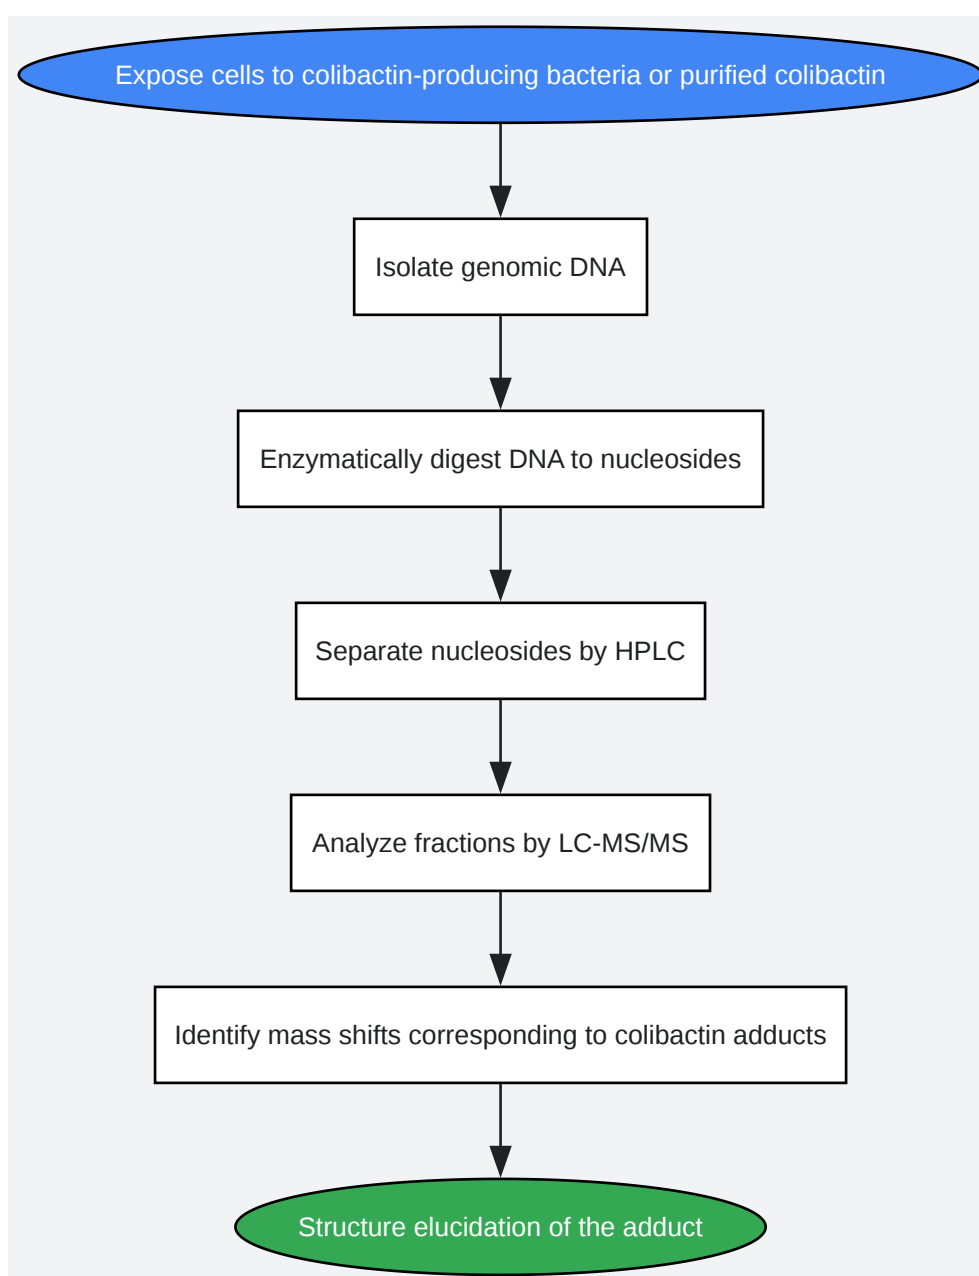 Expose cells to colibactin-producing bacteria or purified colibactin
Isolate genomic DNA
Enzymatically digest DNA to nucleosides
Separate nucleosides by HPLC
Analyze fractions by LC-MS/MS
Identify mass shifts corresponding to colibactin adducts
Structure elucidation of the adduct